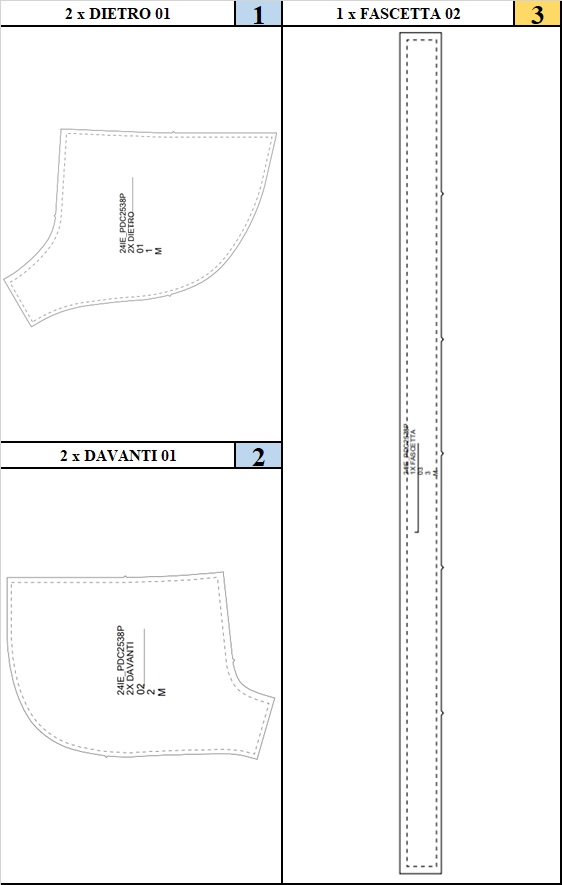 2 x DIETRO 01
1
24IE_PDC2538P
2X DIETRO
01
1
M
2 x DAVANTI 01
2
24IE_PDC2538P
2X DAVANTI
02
2
M
1 x FASCETTA 02
3
24IE_PDC2538P
1X FASCETTA
03
3
M